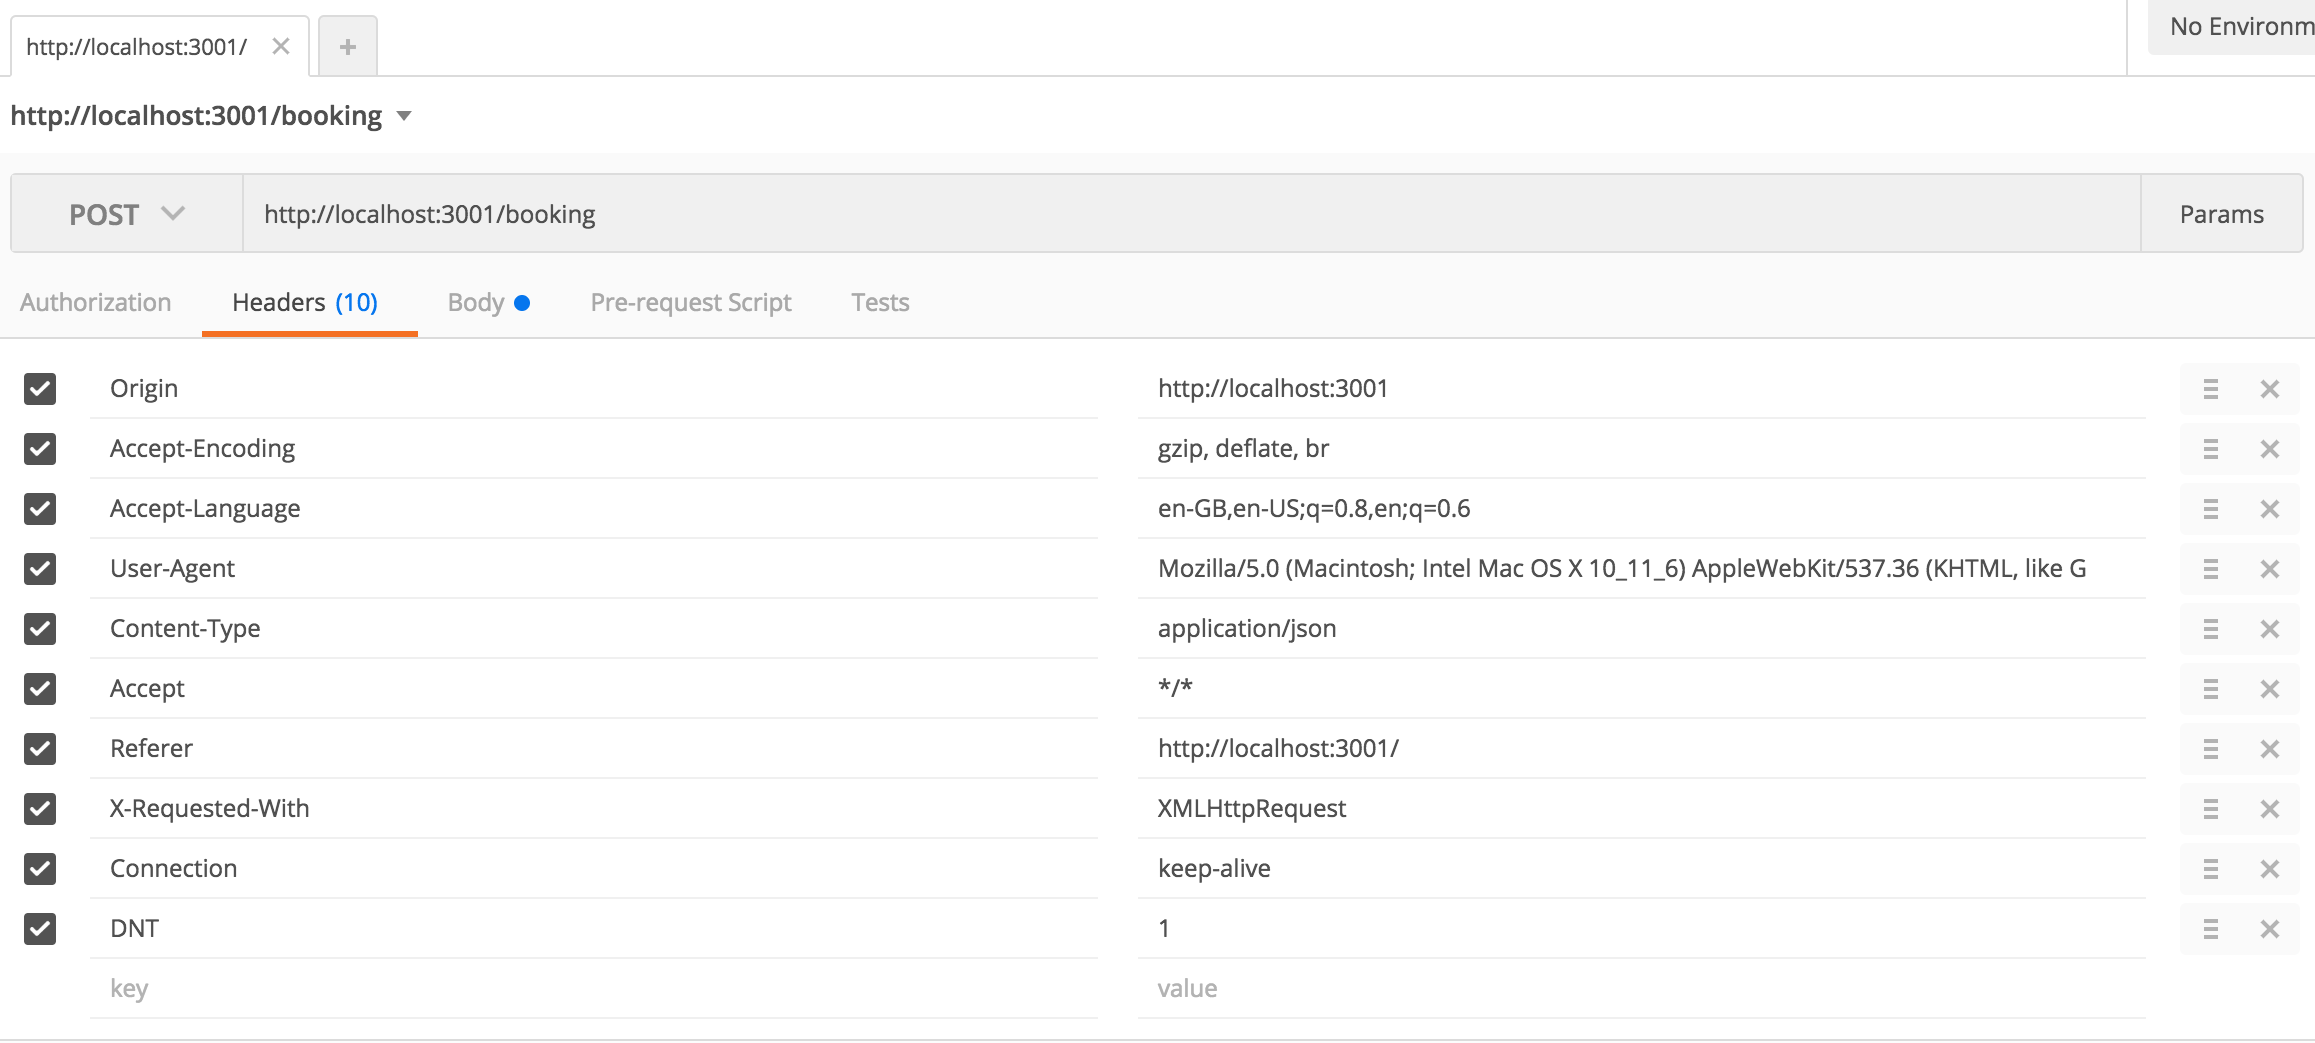 http://localhost:3001/
No Environm
http://localhost:3001/booking
POST http://localhost:3001/booking Params
Authorization Headers (10) Body Pre-request Script Tests
Origin http://localhost:3001
Accept-Encoding gzip, deflate, br
Accept-Language en-GB,en-US;q=0.8,en;q=0.6
User-Agent Mozilla/5.0 (Macintosh; Intel Mac OS X 10_11_6) AppleWebKit/537.36 (KHTML, like G
Content-Type application/json
Accept */*
Referer http://localhost:3001/
X-Requested-With XMLHttpRequest
Connection keep-alive
DNT 1
key value